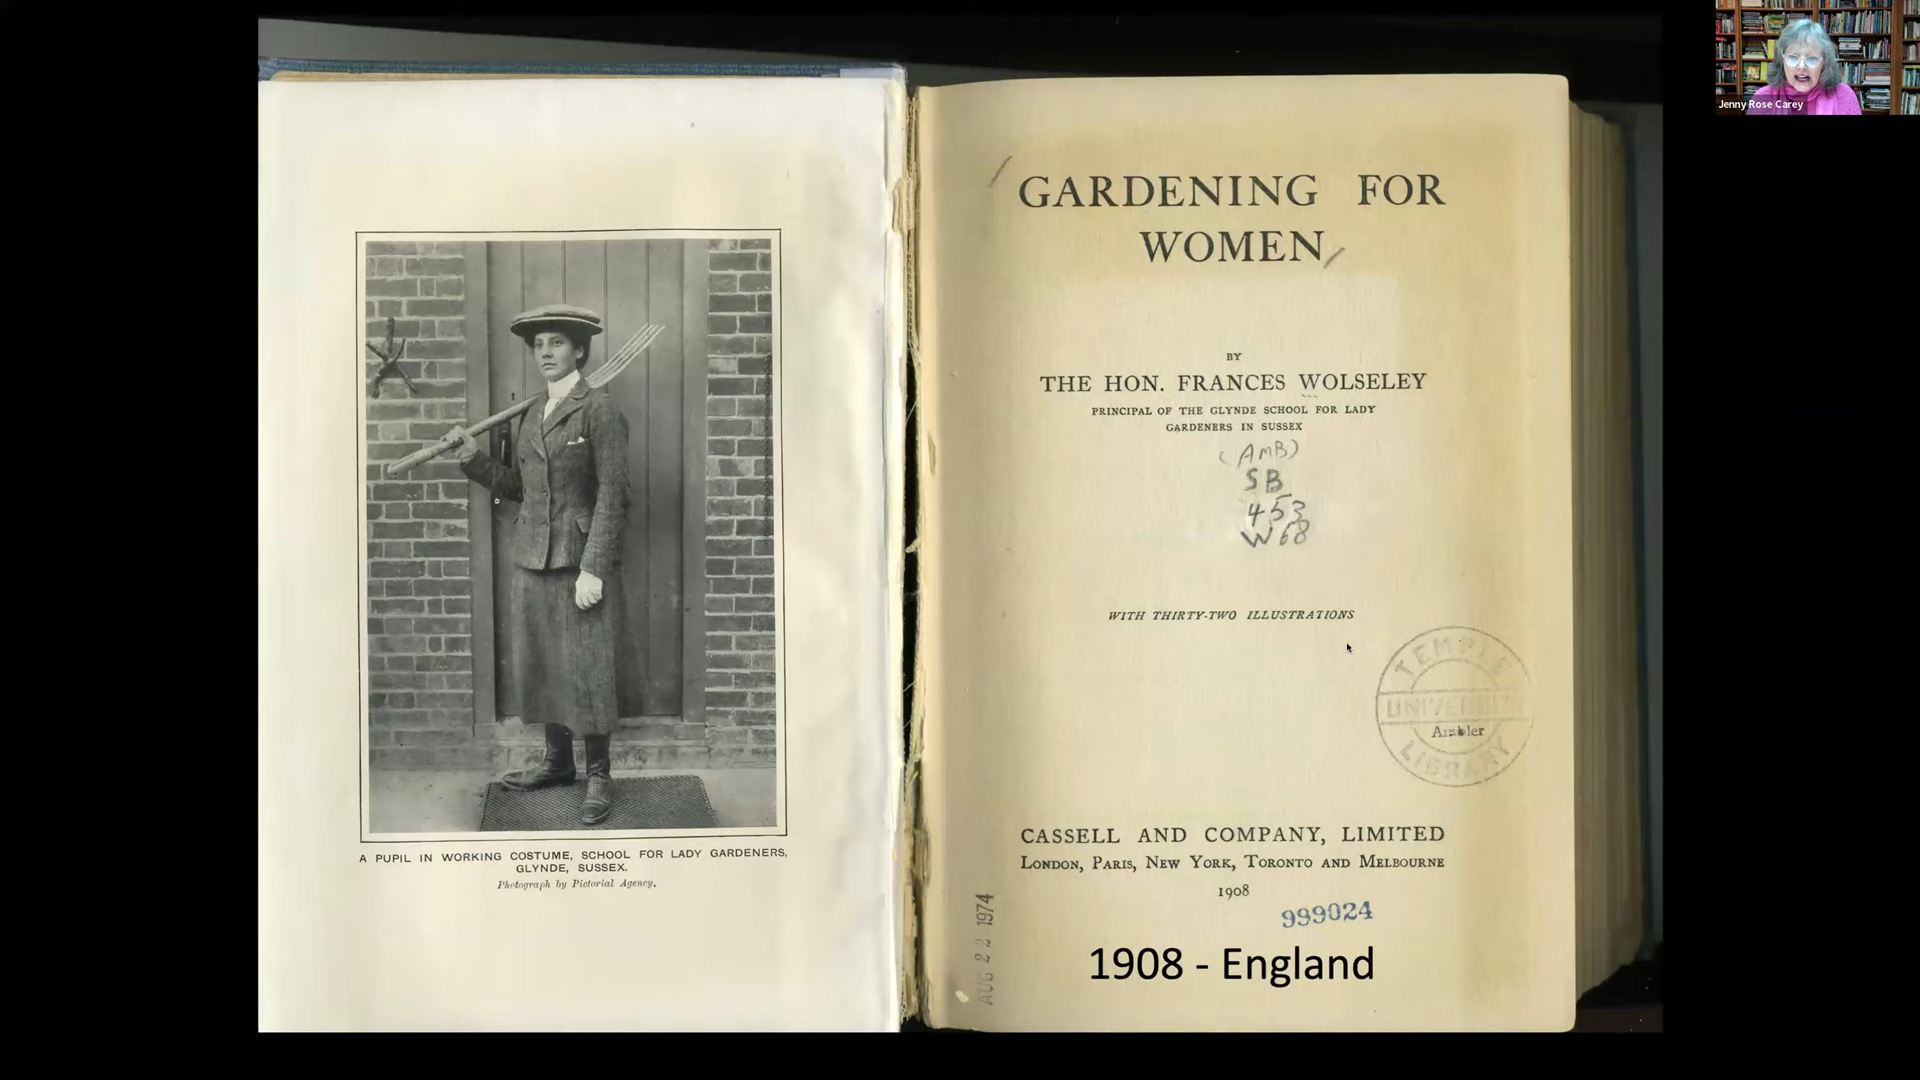 Jenny Rose Carey
A PUPIL IN WORKING COSTUME, SCHOOL FOR LADY GARDENERS,
GLYNDE, SUSSEX.
Photograph by Pictorial Agency.
GARDENING FOR
WOMEN
BY
THE HON. FRANCES WOLSELEY
PRINCIPAL OF THE GLYNDE SCHOOL FOR LADY
GARDENERS IN SUSSEX
(AMB)
SB
453
W68
WITH THIRTY-TWO ILLUSTRATIONS
TEMPLE
UNIVERSITY
Ambler
LIBRARY
CASSELL AND COMPANY, LIMITED
LONDON, PARIS, NEW YORK, TORONTO AND MELBOURNE
1908
999024
AUG 22 1974
1908 - England